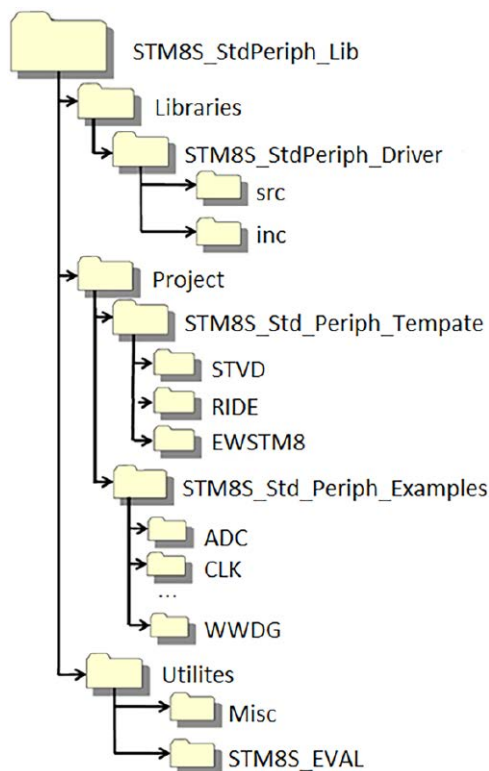 STM8S_StdPeriph_Lib
Libraries
STM8S_StdPeriph_Driver
src
inc
Project
STM8S_Std_Periph_Tempate
STVD
RIDE
EWSTM8
STM8S_Std_Periph_Examples
ADC
CLK
...
WWDG
Utilites
Misc
STM8S_EVAL